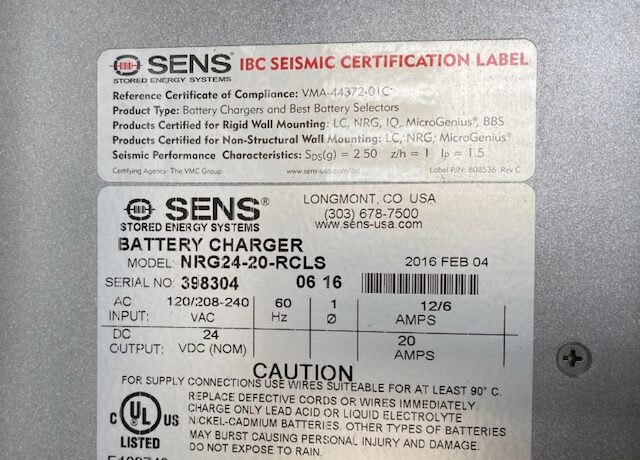 SENS® IBC SEISMIC CERTIFICATION LABEL
STORED ENERGY SYSTEMS
Reference Certificate of Compliance: VMA-44372-01C
Product Type: Battery Chargers and Best Battery Selectors
Products Certified for Rigid Wall Mounting: LC, NRG, IQ, MicroGenius®, BBS
Products Certified for Non-Structural Wall Mounting: LC, NRG, MicroGenius®
Seismic Performance Characteristics: SDS(g) = 2.50 z/h = 1 Ip = 1.5
Certifying Agency: The VMC Group www.sens-usa.com/ibc Label P/N: 808536 Rev C
SENS®
STORED ENERGY SYSTEMS
LONGMONT, CO USA
(303) 678-7500
www.sens-usa.com
BATTERY CHARGER
MODEL: NRG24-20-RCLS 2016 FEB 04
SERIAL NO: 398304 06 16
AC 120/208-240 60 1 12/6
INPUT: VAC Hz Ø AMPS
DC 24 20
OUTPUT: VDC (NOM) AMPS
CAUTION
FOR SUPPLY CONNECTIONS USE WIRES SUITEABLE FOR AT LEAST 90° C.
REPLACE DEFECTIVE CORDS OR WIRES IMMEDIATELY.
CHARGE ONLY LEAD ACID OR LIQUID ELECTROLYTE
NICKEL-CADMIUM BATTERIES. OTHER TYPES OF BATTERIES
MAY BURST CAUSING PERSONAL INJURY AND DAMAGE.
DO NOT EXPOSE TO RAIN.
C UL® US
LISTED